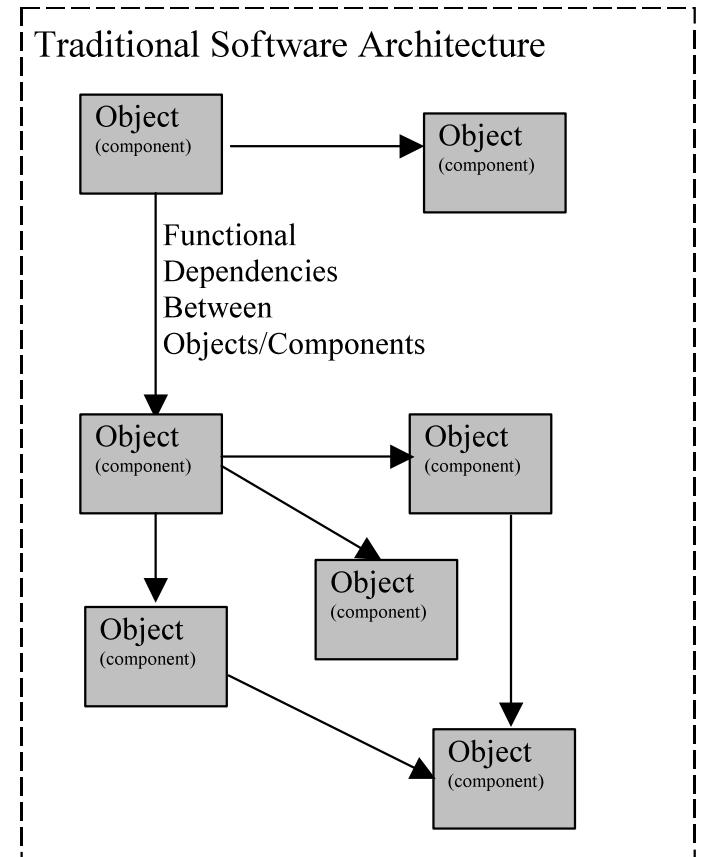 Traditional Software Architecture
Object
(component)
Object
(component)
Functional
Dependencies
Between
Objects/Components
Object
(component)
Object
(component)
Object
(component)
Object
(component)
Object
(component)